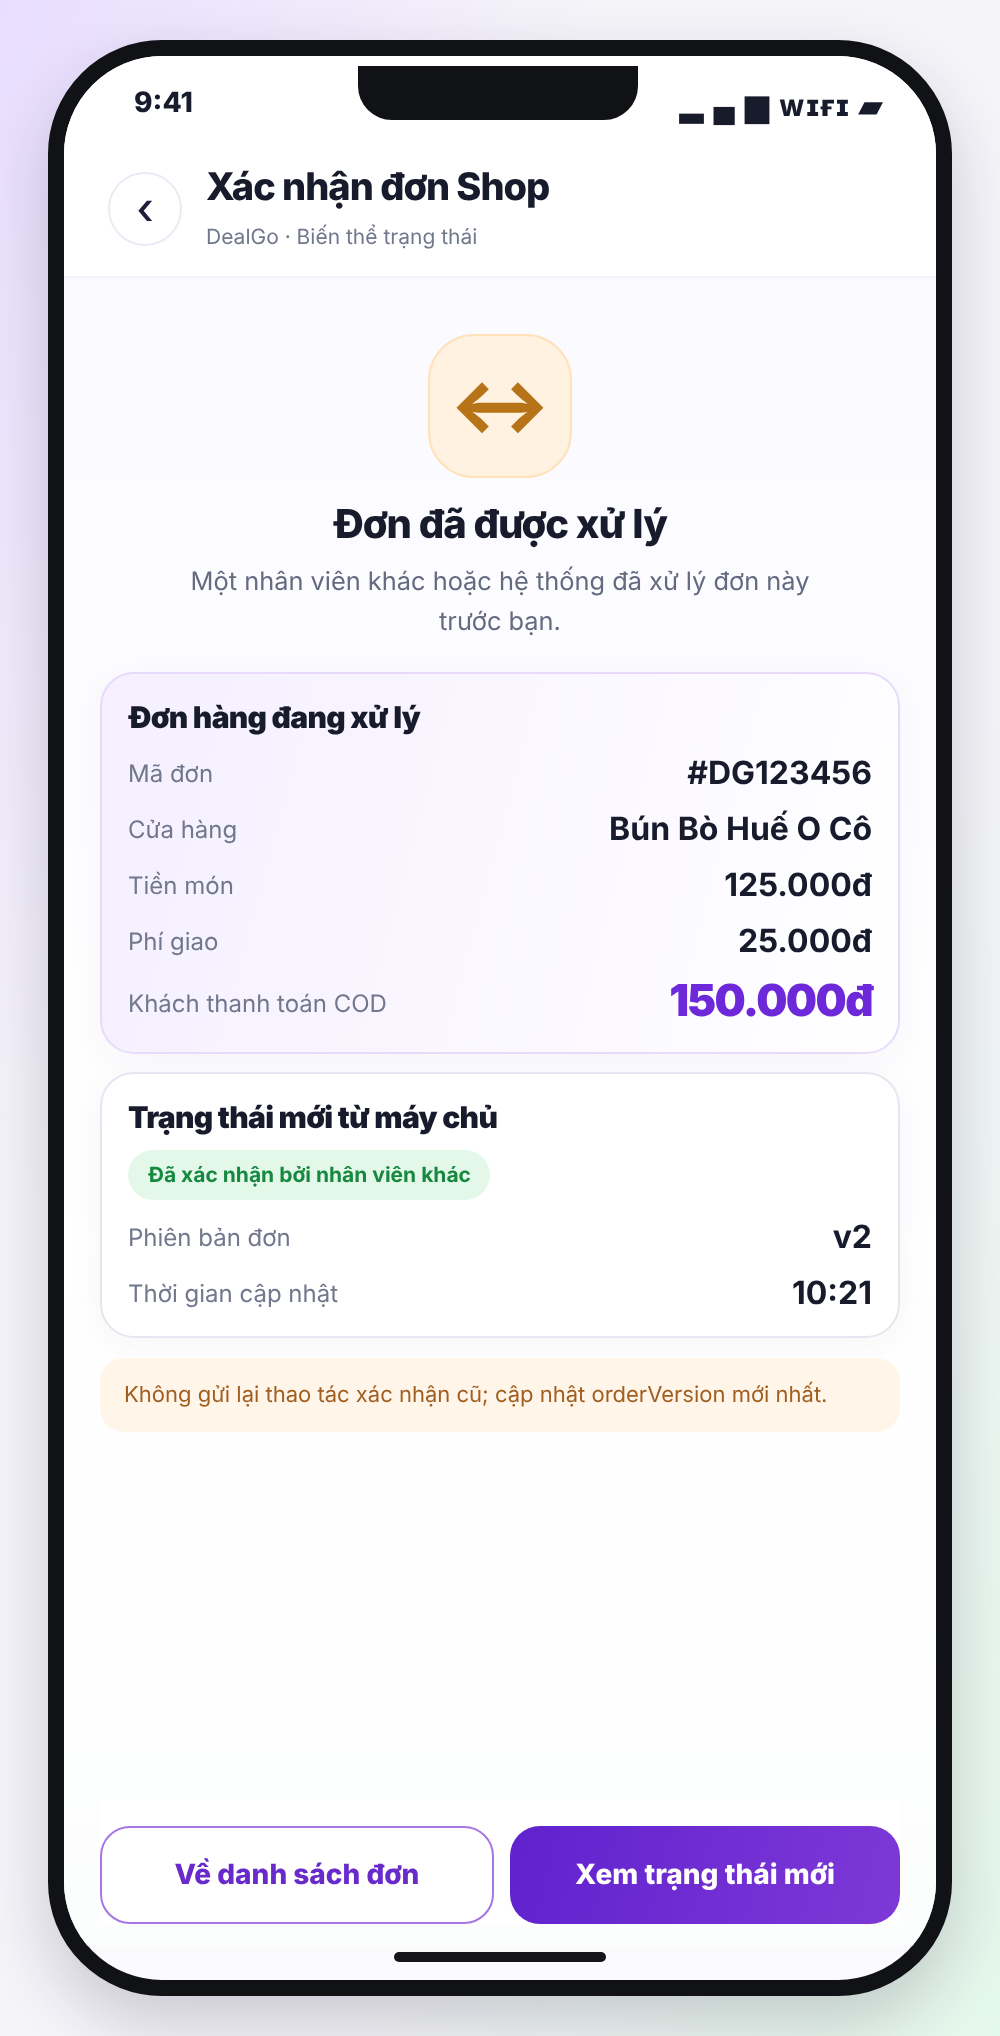 9:41
WIFI
Xác nhận đơn Shop
DealGo · Biến thể trạng thái
Đơn đã được xử lý
Một nhân viên khác hoặc hệ thống đã xử lý đơn này
trước bạn.
Đơn hàng đang xử lý
Mã đơn #DG123456
Cửa hàng Bún Bò Huế O Cô
Tiền món 125.000đ
Phí giao 25.000đ
Khách thanh toán COD 150.000đ
Trạng thái mới từ máy chủ
Đã xác nhận bởi nhân viên khác
Phiên bản đơn v2
Thời gian cập nhật 10:21
Không gửi lại thao tác xác nhận cũ; cập nhật orderVersion mới nhất.
Về danh sách đơn
Xem trạng thái mới